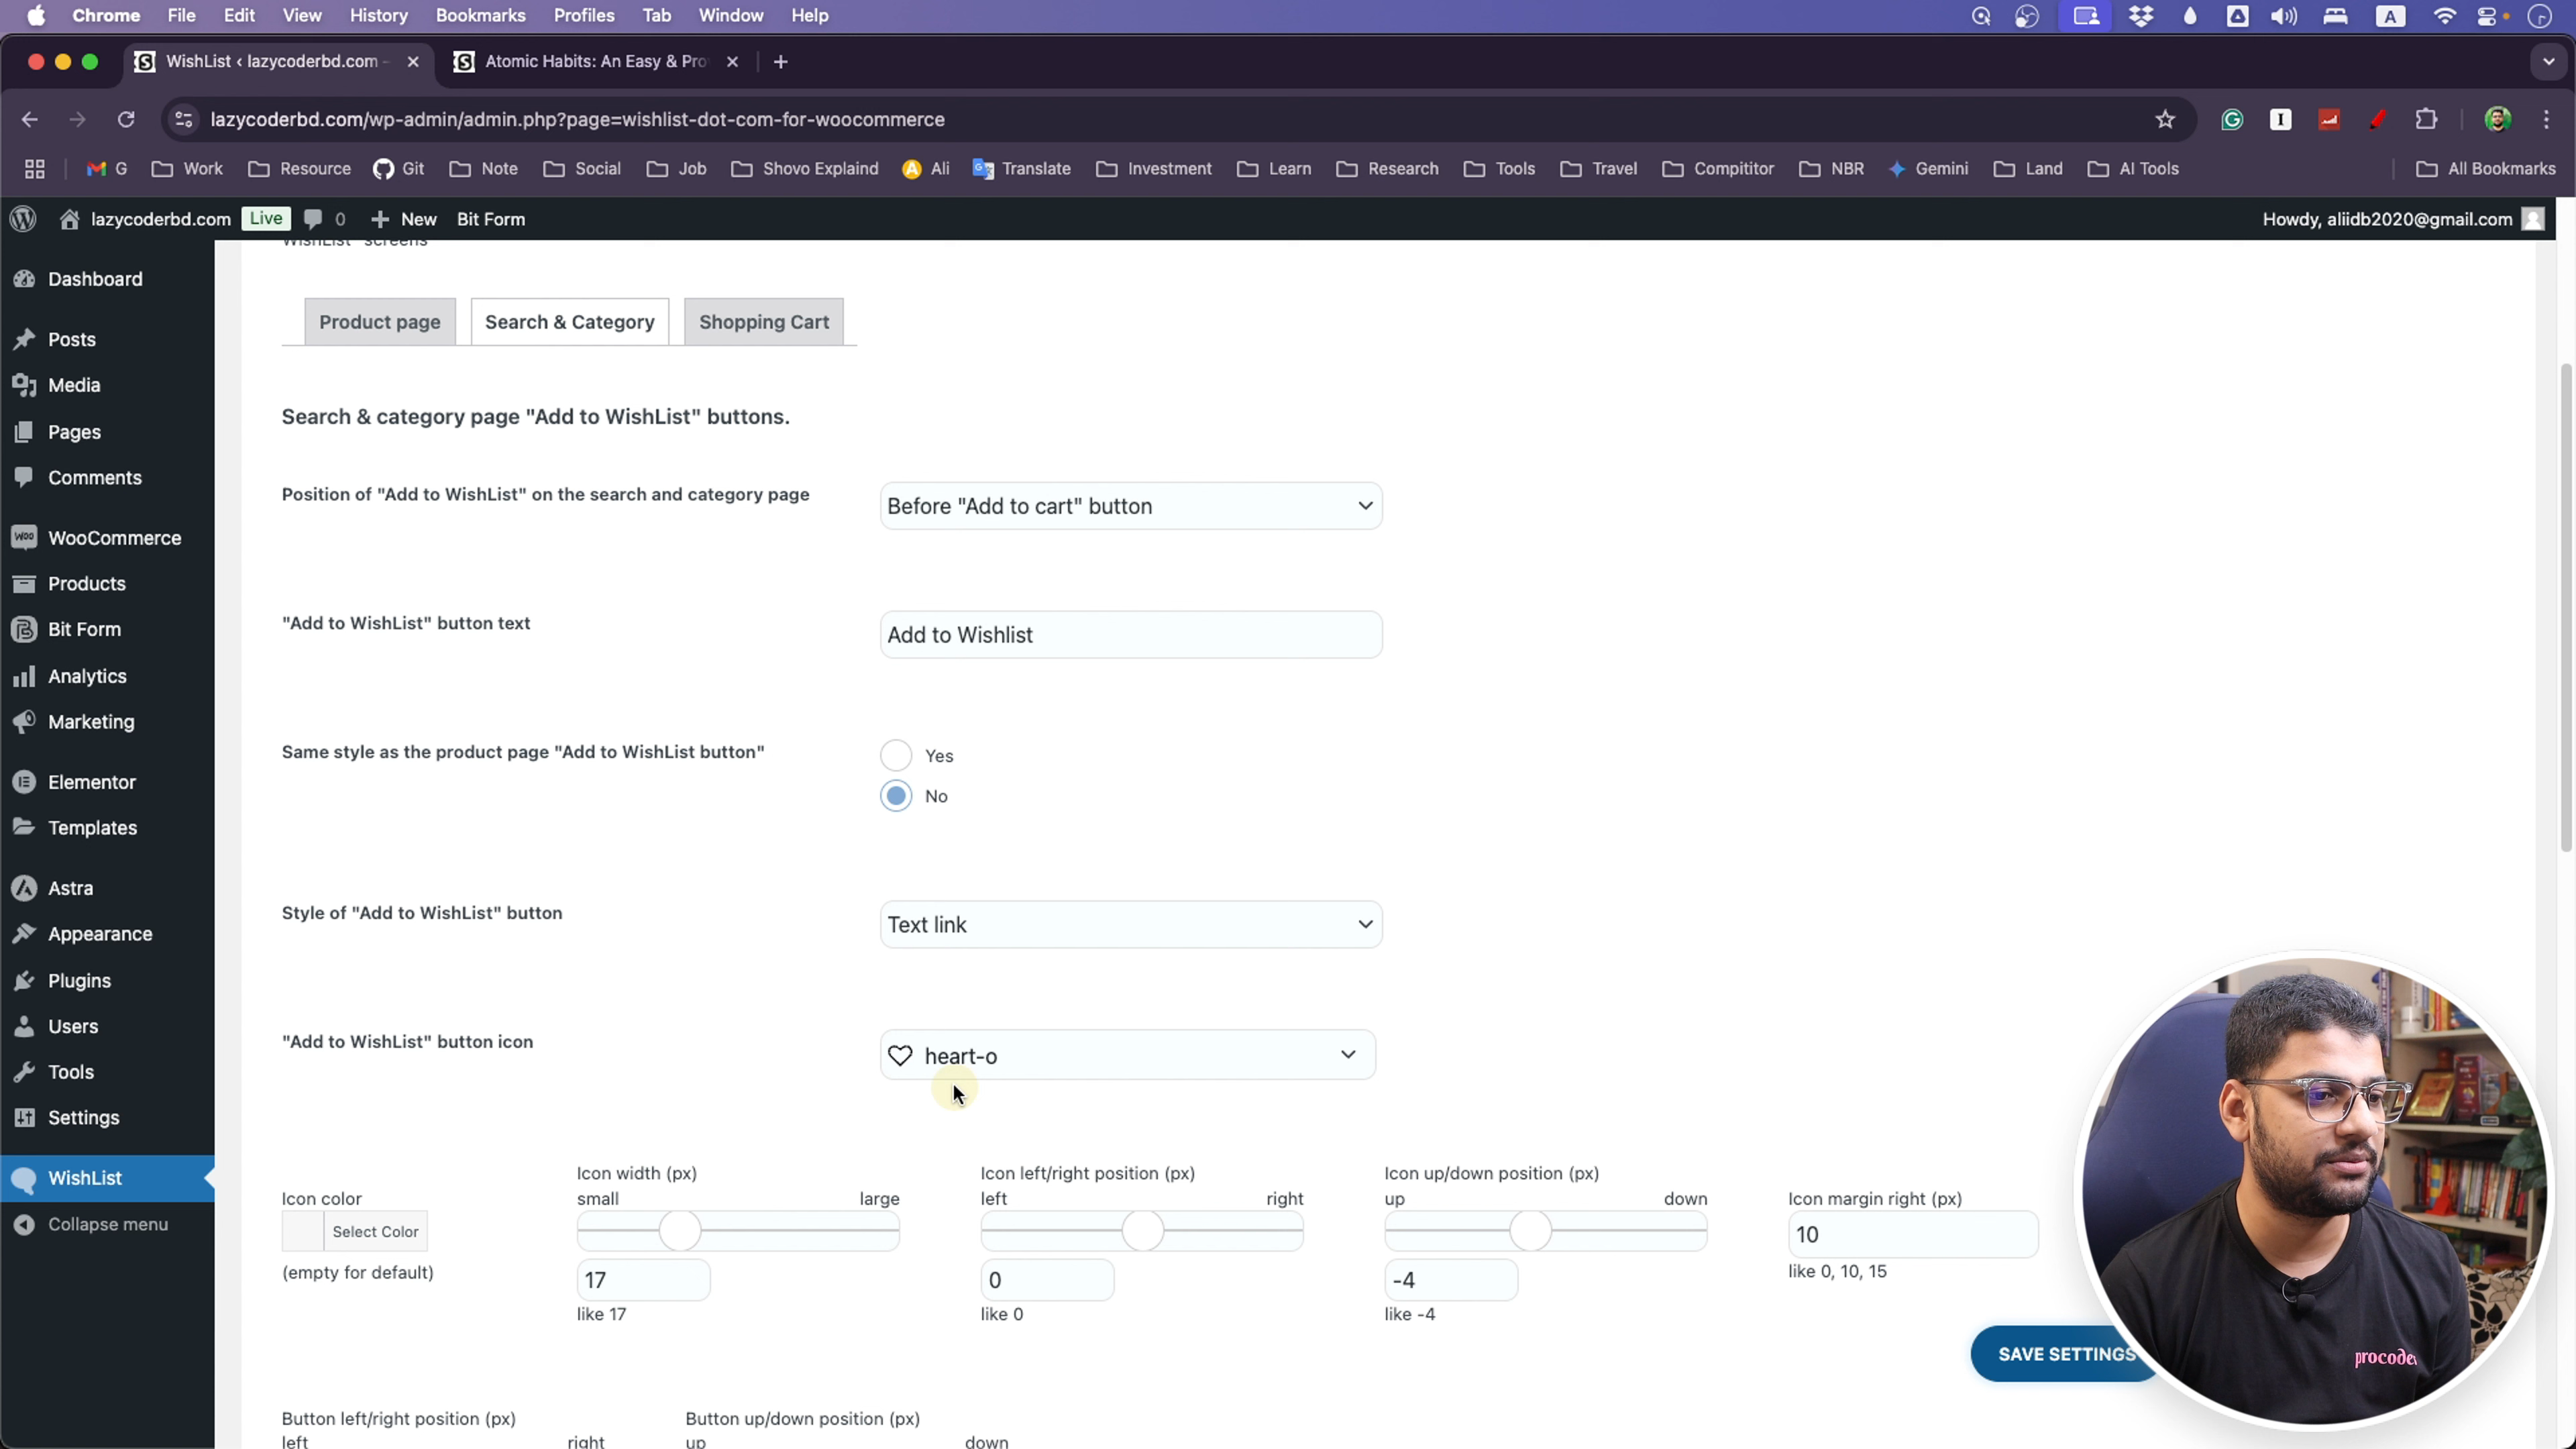 Chrome File Edit View History Bookmarks Profiles Tab Window Help
WishList ‹ lazycoderbd.com -
Atomic Habits: An Easy & Pro
lazycoderbd.com/wp-admin/admin.php?page=wishlist-dot-com-for-woocommerce
G Work Resource Git Note Social Job Shovo Explaind Ali Translate Investment Learn Research Tools Travel Compititor NBR Gemini Land AI Tools All Bookmarks
lazycoderbd.com Live 0 New Bit Form Howdy, aliidb2020@gmail.com
WishList" screens
Dashboard
Posts
Media
Pages
Comments
WooCommerce
Products
Bit Form
Analytics
Marketing
Elementor
Templates
Astra
Appearance
Plugins
Users
Tools
Settings
WishList
Collapse menu
Product page Search & Category Shopping Cart
Search & category page "Add to WishList" buttons.
Position of "Add to WishList" on the search and category page Before "Add to cart" button
"Add to WishList" button text Add to Wishlist
Same style as the product page "Add to WishList button" Yes
No
Style of "Add to WishList" button Text link
"Add to WishList" button icon heart-o
Icon color
Select Color
(empty for default)
Icon width (px)
small large
17
like 17
Icon left/right position (px)
left right
0
like 0
Icon up/down position (px)
up down
-4
like -4
Icon margin right (px)
10
like 0, 10, 15
SAVE SETTINGS
Button left/right position (px) Button up/down position (px)
left right up down
procoder